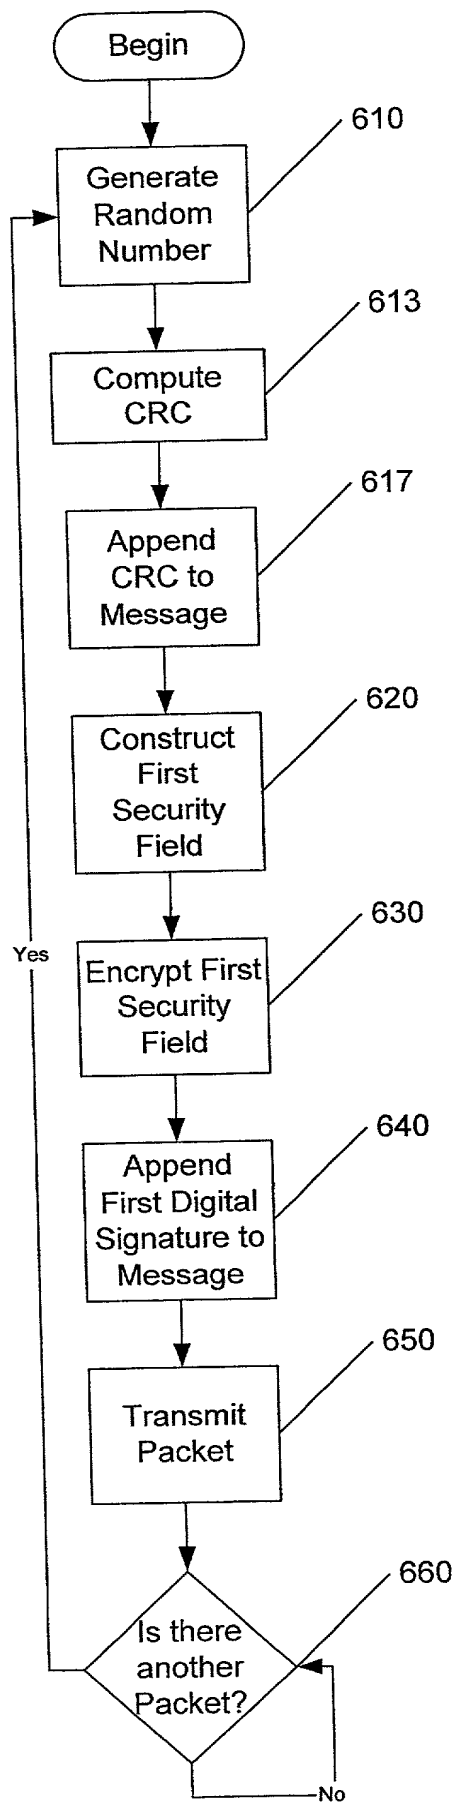 Begin
610
Generate
Random
Number
613
Compute
CRC
617
Append
CRC to
Message
620
Construct
First
Security
Field
630
Encrypt First
Security
Field
640
Append
First Digital
Signature to
Message
650
Transmit
Packet
660
Is there
another
Packet?
Yes
No